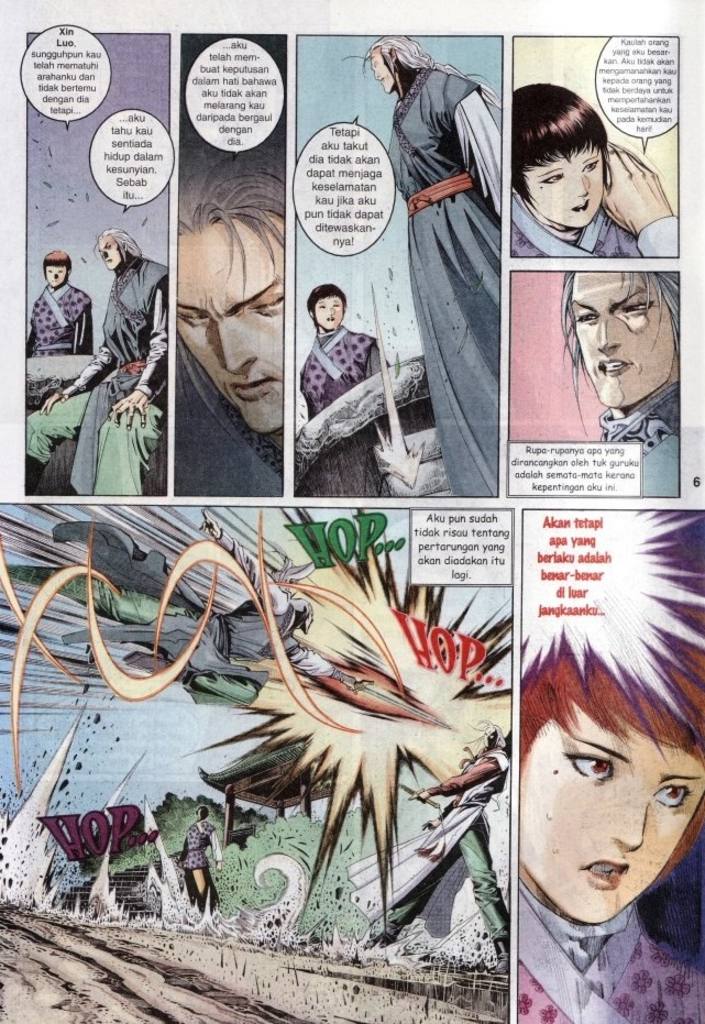 Xin
Luo,
sungguhpun kau
telah mematuhi
arahanku dan
tidak bertemu
dengan dia
tetapi...
...aku
tahu kau
sentiada
hidup dalam
kesunyian.
Sebab
itu...
...aku
telah mem-
buat keputusan
dalam hati bahawa
aku tidak akan
melarang kau
daripada bergaul
dengan
dia.
Tetapi
aku takut
dia tidak akan
dapat menjaga
keselamatan
kau jika aku
pun tidak dapat
ditewaskan-
nya!
Kaulah orang
yang aku besar-
kan. Aku tidak
mengamanahkan kau
kepada orang yang
tidak berdaya untuk
mempertahankan
keselamatan kau
pada kemudian
hari!
Rupa-rupanya apa yang
dirancangkan oleh tuk guruku
adalah semata-mata kerana
kepentingan aku ini.
6
HOP...
Aku pun sudah
tidak risau tentang
pertarungan yang
akan diadakan itu
lagi.
HOP...
HOP...
Akan tetapi
apa yang
berlaku adalah
benar-benar
di luar
jangkaanku...